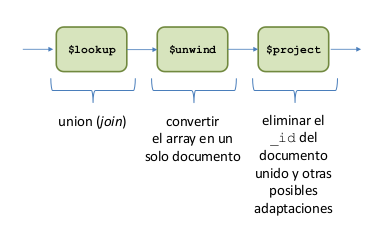 $lookup
$unwind
$project
union (join)
convertir
el array en un
solo documento
eliminar el
_id del
documento
unido y otras
posibles
adaptaciones